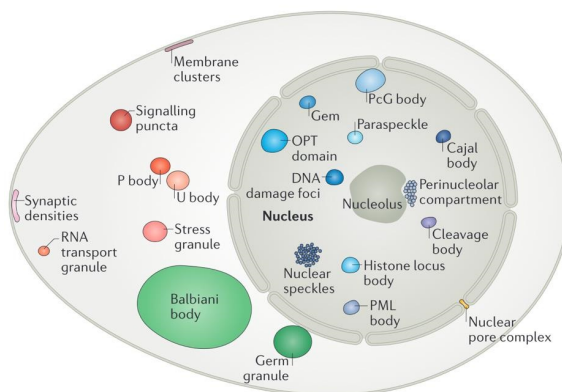 Membrane
clusters
Signalling
puncta
P body
U body
Synaptic
densities
RNA
transport
granule
Stress
granule
Balbiani
body
Germ
granule
PcG body
Gem
Paraspeckle
OPT
domain
Cajal
body
DNA
damage foci
Nucleolus
Perinucleolar
compartment
Nucleus
Cleavage
body
Nuclear
speckles
Histone locus
body
PML
body
Nuclear
pore complex